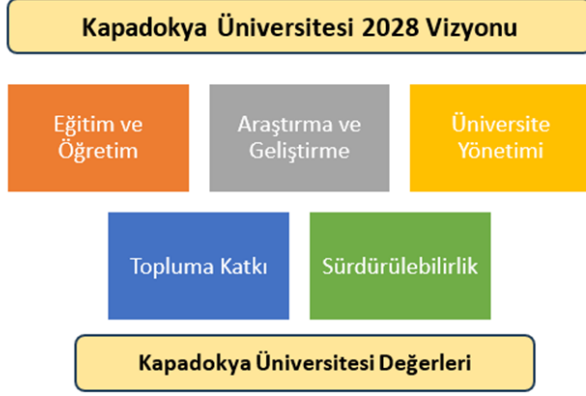 Kapadokya Üniversitesi 2028 Vizyonu
Eğitim ve
Öğretim
Araştırma ve
Geliştirme
Üniversite
Yönetimi
Topluma Katkı
Sürdürülebilirlik
Kapadokya Üniversitesi Değerleri